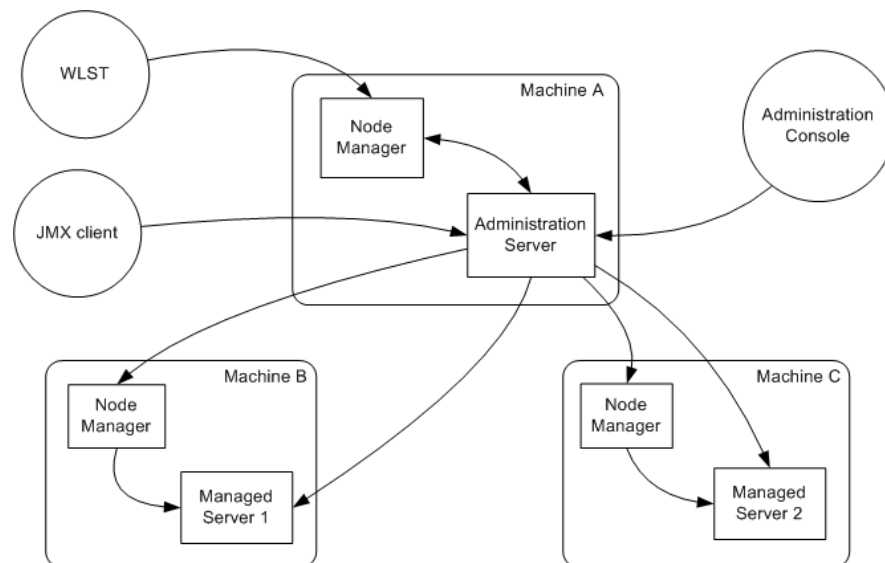 WLST
Machine A
Node
Manager
Administration
Console
JMX client
Administration
Server
Machine B
Node
Manager
Managed
Server 1
Machine C
Node
Manager
Managed
Server 2